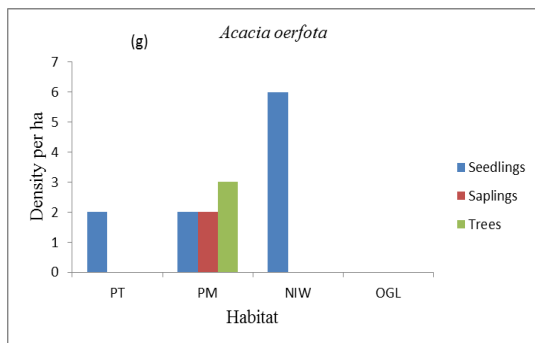 (g)
Acacia oerfota
Density per ha
7
6
5
4
3
2
1
0
PT PM NIW OGL
Habitat
Seedlings
Saplings
Trees